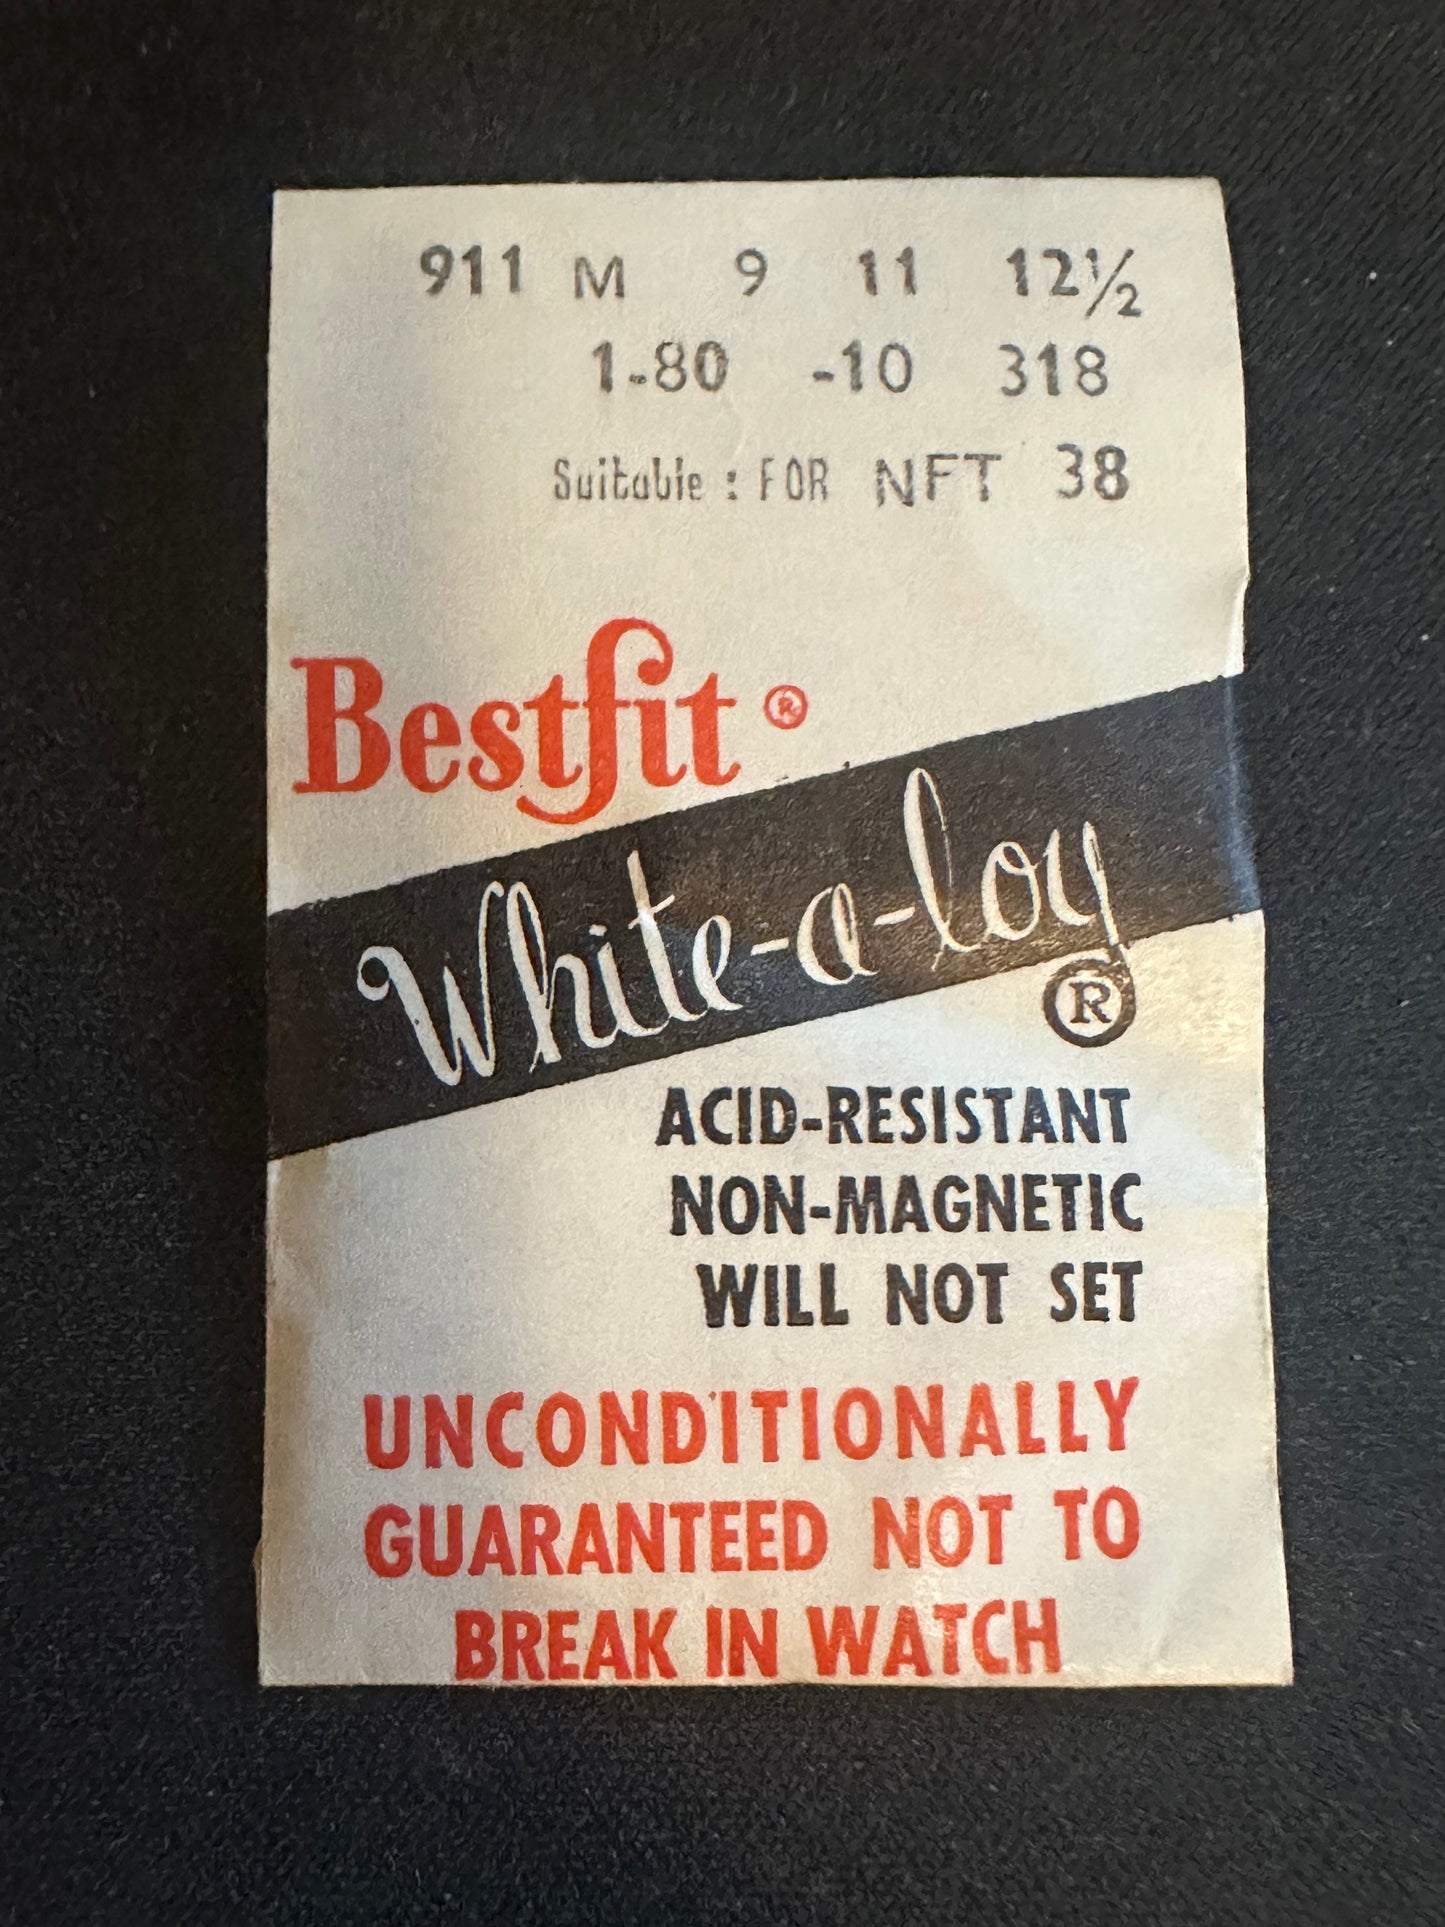 911 M 9 11 12½
1-80 -10 318
Suitable : FOR NFT 38
Bestfit ®
White-a-loy
®
ACID-RESISTANT
NON-MAGNETIC
WILL NOT SET
UNCONDITIONALLY
GUARANTEED NOT TO
BREAK IN WATCH